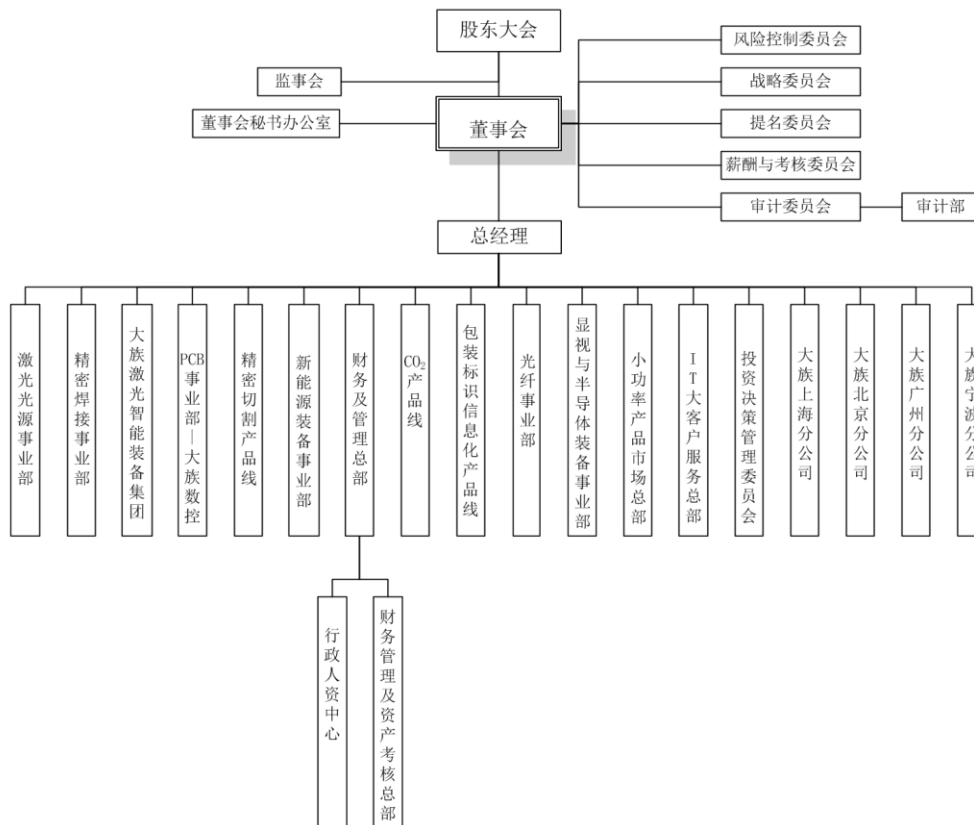 股东大会
风险控制委员会
监事会
战略委员会
董事会秘书办公室
董事会
提名委员会
薪酬与考核委员会
审计委员会
审计部
总经理
激光光源事业部
精密焊接事业部
大族激光智能装备集团
PCB事业部—大族数控
精密切割产品线
新能源装备事业部
财务及管理总部
CO₂产品线
包装标识信息化产品线
光纤事业部
显视与半导体装备事业部
小功率产品市场总部
IT大客户服务总部
投资决策管理委员会
大族上海分公司
大族北京分公司
大族广州分公司
大族宁波分公司
行政人资中心
财务管理及资产考核总部